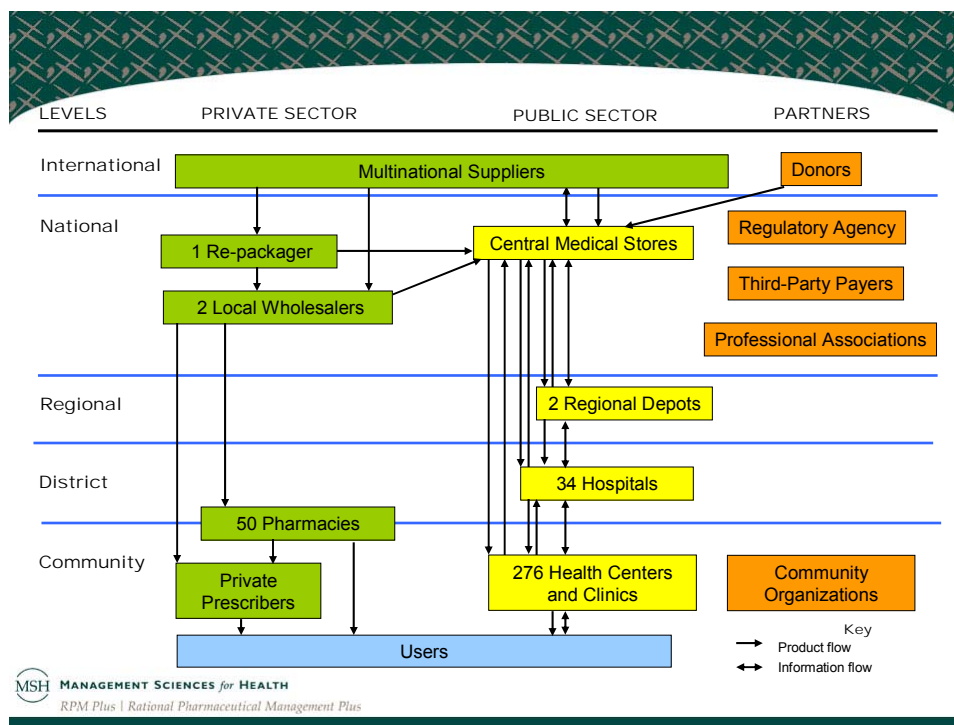 LEVELS PRIVATE SECTOR PUBLIC SECTOR PARTNERS
International
Multinational Suppliers
Donors
National
1 Re-packager
Central Medical Stores
Regulatory Agency
2 Local Wholesalers
Third-Party Payers
Professional Associations
Regional
2 Regional Depots
District
34 Hospitals
50 Pharmacies
Community
Private
Prescribers
276 Health Centers
and Clinics
Community
Organizations
Users
Key
Product flow
Information flow
MSH MANAGEMENT SCIENCES for HEALTH
RPM Plus | Rational Pharmaceutical Management Plus